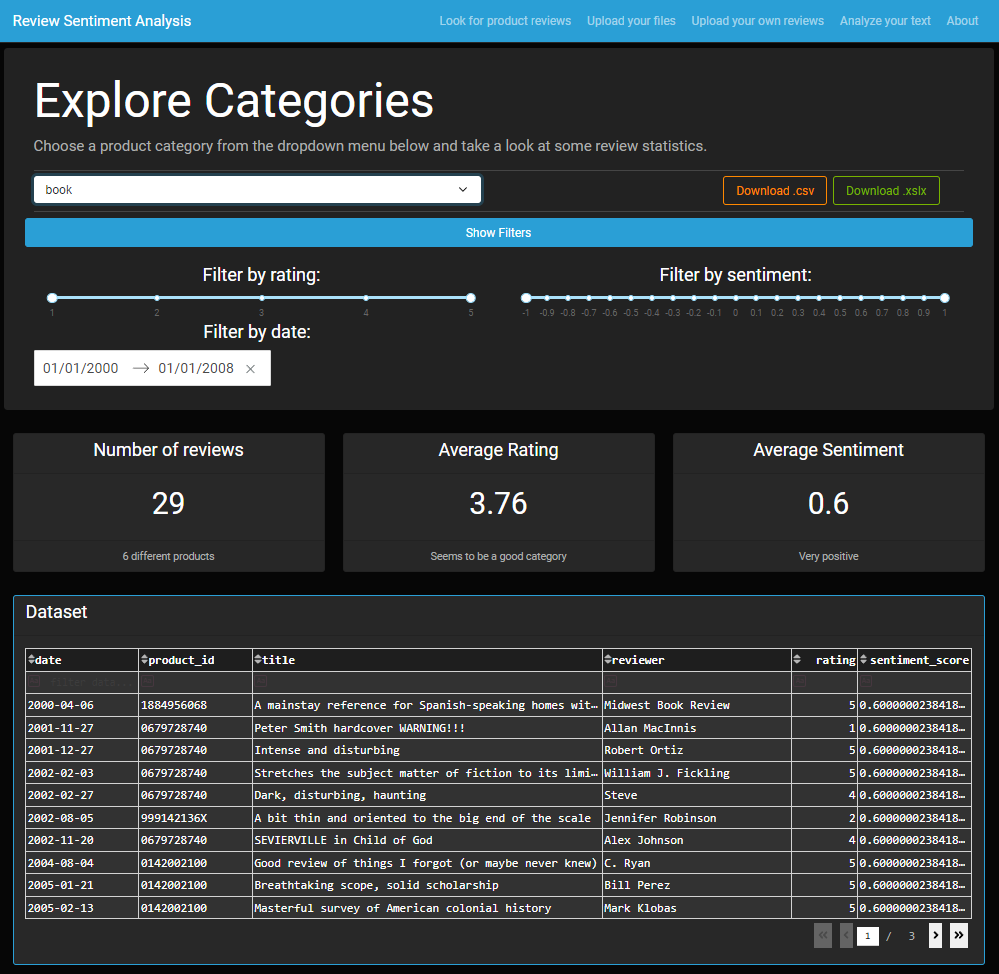 Review Sentiment Analysis Look for product reviews Upload your files Upload your own reviews Analyze your text About
Explore Categories
Choose a product category from the dropdown menu below and take a look at some review statistics.
book Download .csv Download .xslx
Show Filters
Filter by rating: Filter by sentiment:
1 2 3 4 5 -1 -0.9 -0.8 -0.7 -0.6 -0.5 -0.4 -0.3 -0.2 -0.1 0 0.1 0.2 0.3 0.4 0.5 0.6 0.7 0.8 0.9 1
Filter by date:
01/01/2000 → 01/01/2008 ×
Number of reviews Average Rating Average Sentiment
29 3.76 0.6
6 different products Seems to be a good category Very positive
Dataset
date product_id title reviewer rating sentiment_score
filter data...
2000-04-06 1884956068 A mainstay reference for Spanish-speaking homes wit… Midwest Book Review 5 0.6000000238418…
2001-11-27 0679728740 Peter Smith hardcover WARNING!!! Allan MacInnis 1 0.6000000238418…
2001-12-27 0679728740 Intense and disturbing Robert Ortiz 5 0.6000000238418…
2002-02-03 0679728740 Stretches the subject matter of fiction to its limi… William J. Fickling 5 0.6000000238418…
2002-02-27 0679728740 Dark, disturbing, haunting Steve 4 0.6000000238418…
2002-08-05 999142136X A bit thin and oriented to the big end of the scale Jennifer Robinson 2 0.6000000238418…
2002-11-20 0679728740 SEVIERVILLE in Child of God Alex Johnson 4 0.6000000238418…
2004-08-04 0142002100 Good review of things I forgot (or maybe never knew) C. Ryan 5 0.6000000238418…
2005-01-21 0142002100 Breathtaking scope, solid scholarship Bill Perez 5 0.6000000238418…
2005-02-13 0142002100 Masterful survey of American colonial history Mark Klobas 5 0.6000000238418…
« ‹ 1 / 3 › »